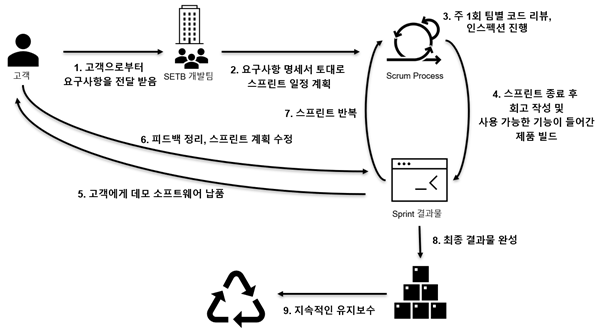 3. 주 1회 팀별 코드 리뷰,
인스펙션 진행
고객
SETB 개발팀
Scrum Process
1. 고객으로부터
요구사항을 전달 받음
2. 요구사항 명세서 토대로
스프린트 일정 계획
7. 스프린트 반복
4. 스프린트 종료 후
회고 작성 및
사용 가능한 기능이 들어간
제품 빌드
6. 피드백 정리, 스프린트 계획 수정
5. 고객에게 데모 소프트웨어 납품
Sprint 결과물
8. 최종 결과물 완성
9. 지속적인 유지보수